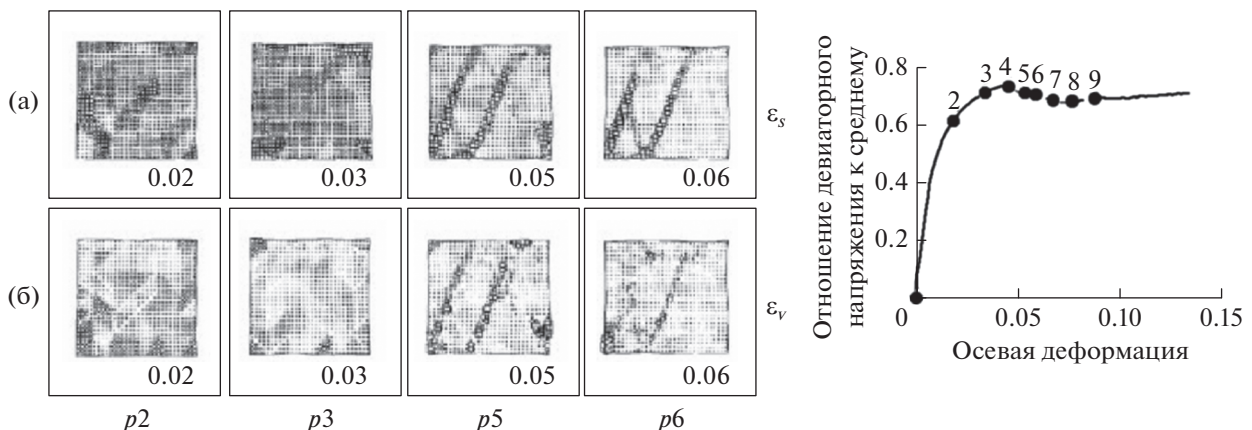 (а)
0.02
0.03
0.05
0.06
εs
(б)
0.02
0.03
0.05
0.06
εv
p2
p3
p5
p6
Отношение девиаторного
напряжения к среднему
0.8
0.6
0.4
0.2
0
2
3
4
5
6
7
8
9
0.05
0.10
0.15
Осевая деформация